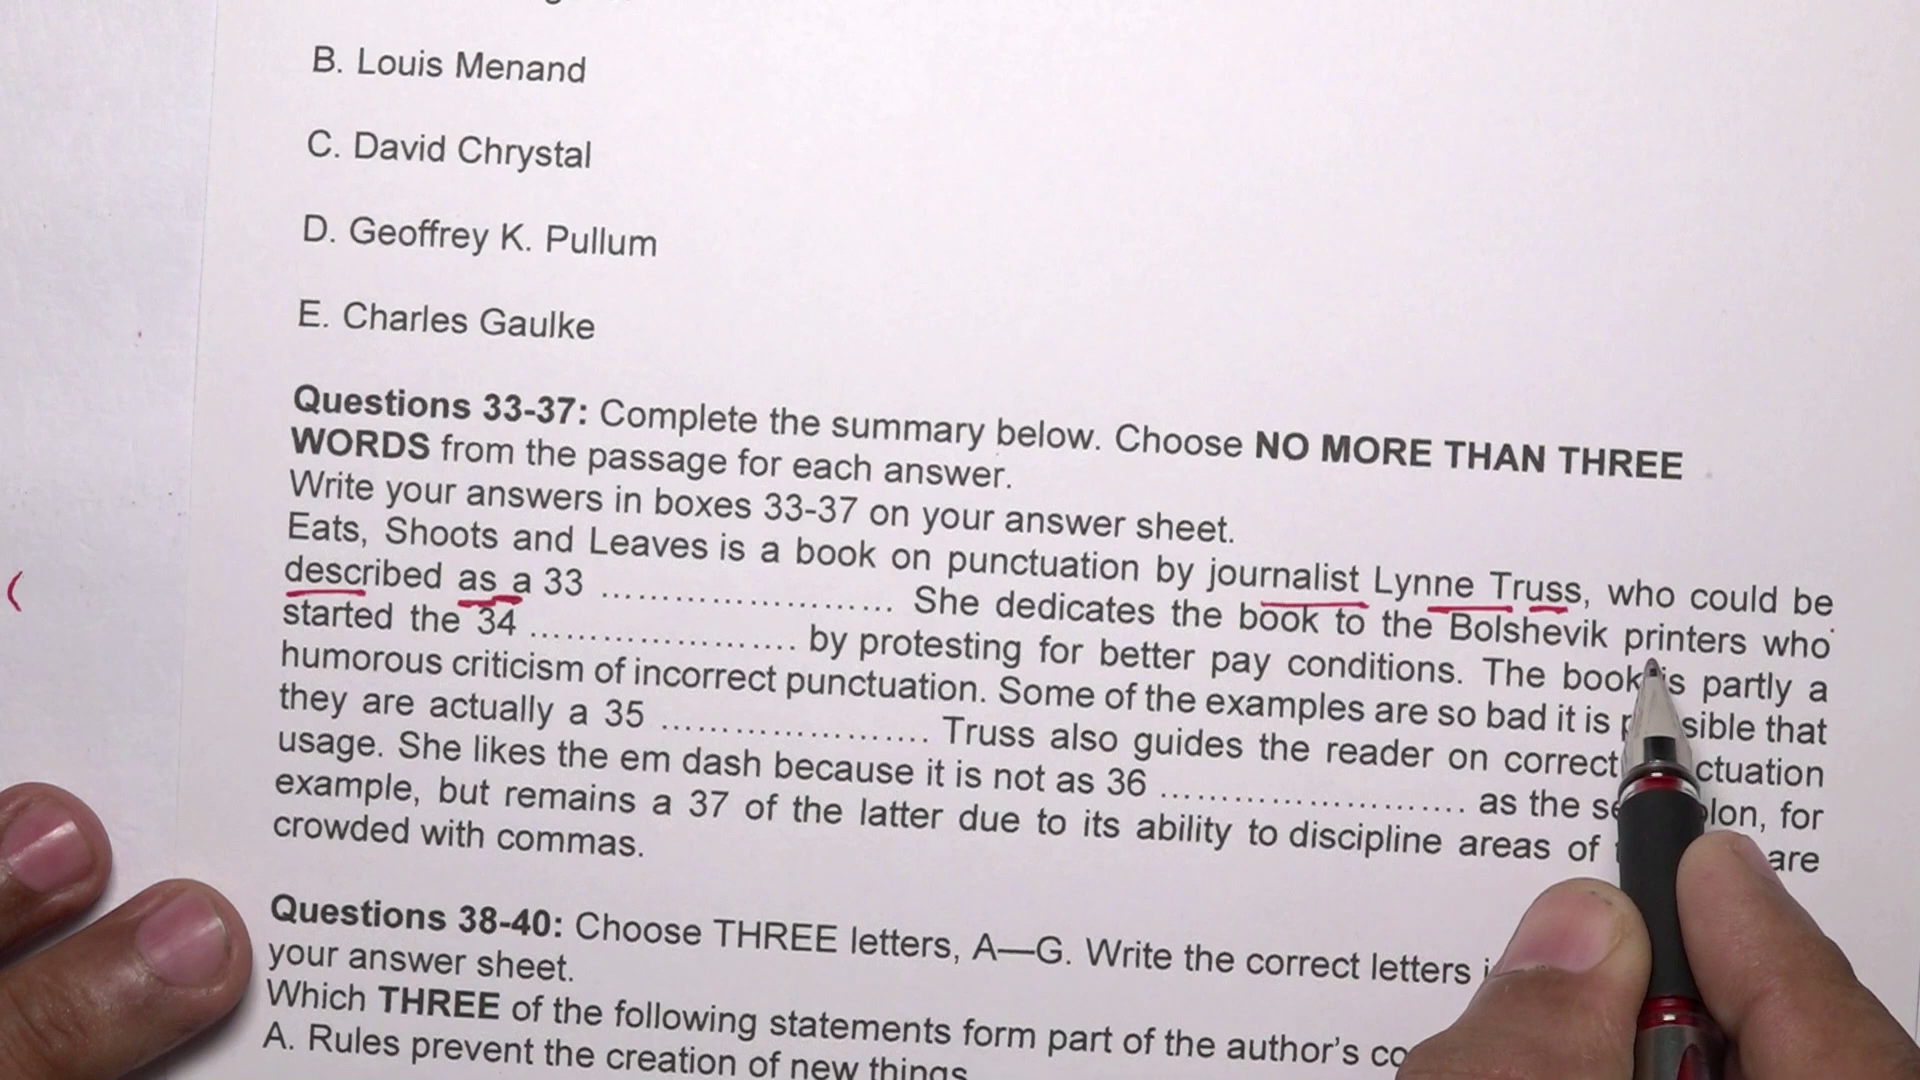 B. Louis Menand
C. David Chrystal
D. Geoffrey K. Pullum
E. Charles Gaulke
Questions 33-37: Complete the summary below. Choose NO MORE THAN THREE
WORDS from the passage for each answer.
Write your answers in boxes 33-37 on your answer sheet.
Eats, Shoots and Leaves is a book on punctuation by journalist Lynne Truss, who could be
described as a 33 ........................ She dedicates the book to the Bolshevik printers who
started the 34 ...................... by protesting for better pay conditions. The book is partly a
humorous criticism of incorrect punctuation. Some of the examples are so bad it is that
they are actually a 35 ...................... Truss also guides the reader on correct
usage. She likes the em dash because it is not as 36 .......................... as the for
example, but remains a 37 of the latter due to its ability to discipline areas of are
crowded with commas.
Questions 38-40: Choose THREE letters, A—G. Write the correct letters
your answer sheet.
Which THREE of the following statements form part of the author's
A. Rules prevent the creation of new things